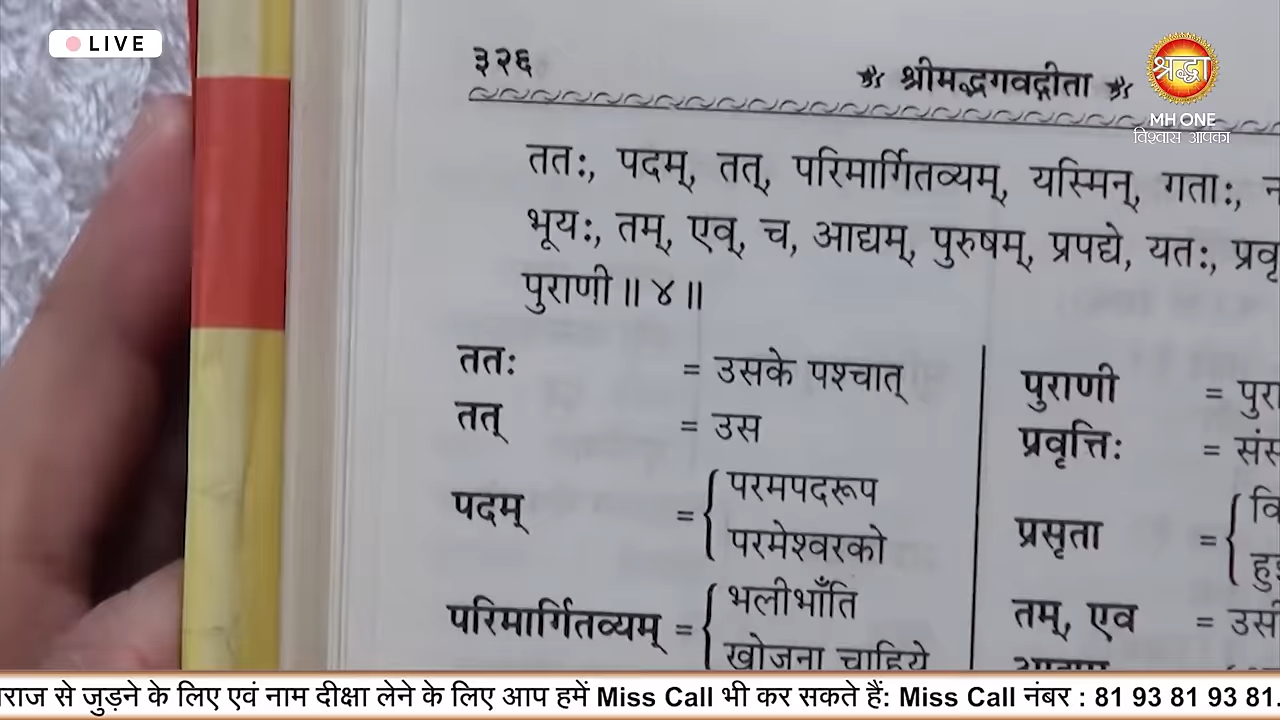 LIVE
३२६
श्रीमद्भगवद्गीता
श्रद्धा
MH ONE
विश्वास आपका
ततः, पदम्, तत्, परिमार्गितव्यम्, यस्मिन्, गताः,
भूयः, तम्, एव, च, आद्यम्, पुरुषम्, प्रपद्ये, यतः,
पुराणी ॥ ४ ॥
ततः = उसके पश्चात्
तत् = उस
पदम् = परमपदरूप
परमेश्वरको
परिमार्गितव्यम् = भलीभाँति
खोजना चाहिये
पुराणी =
प्रवृत्तिः =
प्रसृता =
तम्, एव =
से जुड़ने के लिए एवं नाम दीक्षा लेने के लिए आप हमें Miss Call भी कर सकते हैं: Miss Call नंबर : 81 93 81 93 81.